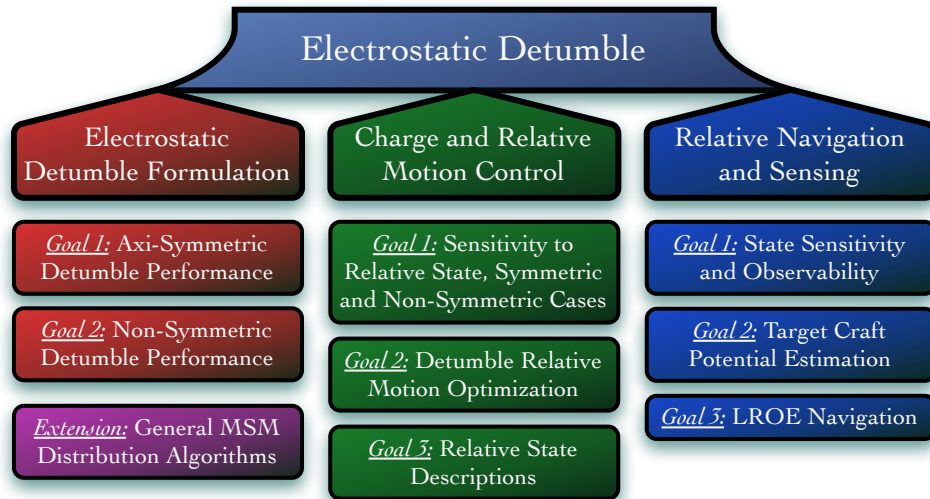 Electrostatic Detumble
Electrostatic
Detumble Formulation
Goal 1: Axi-Symmetric
Detumble Performance
Goal 2: Non-Symmetric
Detumble Performance
Extension: General MSM
Distribution Algorithms
Charge and Relative
Motion Control
Goal 1: Sensitivity to
Relative State, Symmetric
and Non-Symmetric Cases
Goal 2: Detumble Relative
Motion Optimization
Goal 3: Relative State
Descriptions
Relative Navigation
and Sensing
Goal 1: State Sensitivity
and Observability
Goal 2: Target Craft
Potential Estimation
Goal 3: LROE Navigation